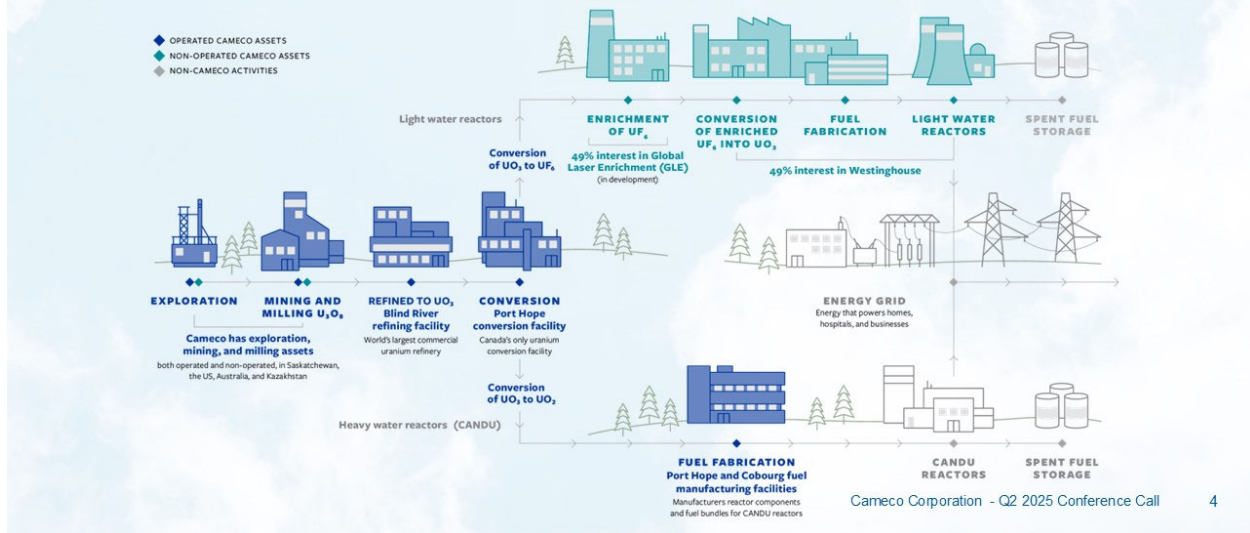 OPERATED CAMECO ASSETS
NON-OPERATED CAMECO ASSETS
NON-CAMECO ACTIVITIES
Light water reactors
ENRICHMENT
OF UF₆
49% interest in Global
Laser Enrichment (GLE)
(in development)
CONVERSION
OF ENRICHED
UF₆ INTO UO₂
FUEL
FABRICATION
LIGHT WATER
REACTORS
SPENT FUEL
STORAGE
49% interest in Westinghouse
Conversion
of UO₃ to UF₆
EXPLORATION
MINING AND
MILLING U₃O₈
Cameco has exploration,
mining, and milling assets
both operated and non-operated, in Saskatchewan,
the US, Australia, and Kazakhstan
REFINED TO UO₃
Blind River
refining facility
World's largest commercial
uranium refinery
CONVERSION
Port Hope
conversion facility
Canada's only uranium
conversion facility
ENERGY GRID
Energy that powers homes,
hospitals, and businesses
Conversion
of UO₃ to UO₂
Heavy water reactors (CANDU)
FUEL FABRICATION
Port Hope and Cobourg fuel
manufacturing facilities
Manufacturers reactor components
and fuel bundles for CANDU reactors
CANDU
REACTORS
SPENT FUEL
STORAGE
Cameco Corporation - Q2 2025 Conference Call
4